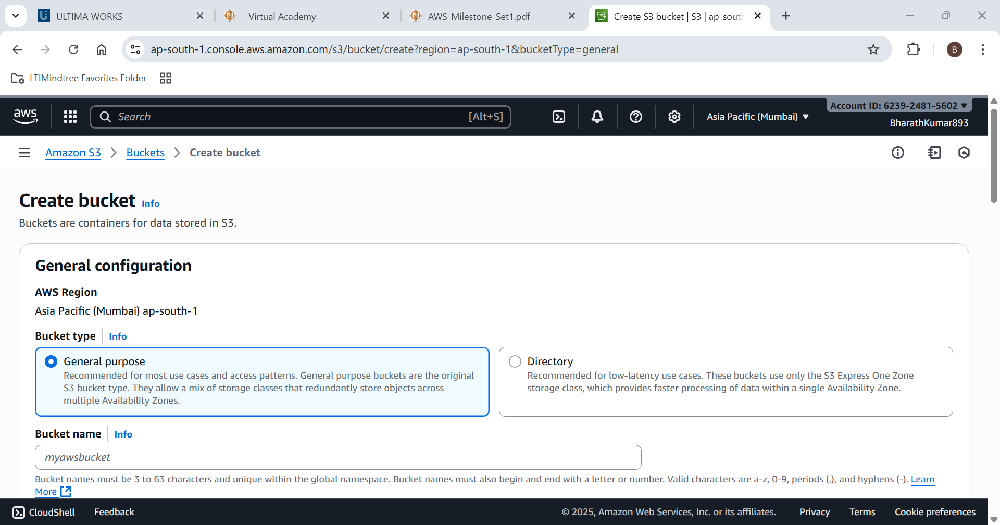 ULTIMA WORKS
- Virtual Academy
AWS_Milestone_Set1.pdf
Create S3 bucket | S3 | ap-south
ap-south-1.console.aws.amazon.com/s3/bucket/create?region=ap-south-1&bucketType=general
B
LTIMindtree Favorites Folder
aws
Search
[Alt+S]
Asia Pacific (Mumbai)
Account ID: 6239-2481-5602
BharathKumar893
Amazon S3 > Buckets > Create bucket
Create bucket Info
Buckets are containers for data stored in S3.
General configuration
AWS Region
Asia Pacific (Mumbai) ap-south-1
Bucket type Info
General purpose
Recommended for most use cases and access patterns. General purpose buckets are the original
S3 bucket type. They allow a mix of storage classes that redundantly store objects across
multiple Availability Zones.
Directory
Recommended for low-latency use cases. These buckets use only the S3 Express One Zone
storage class, which provides faster processing of data within a single Availability Zone.
Bucket name Info
myawsbucket
Bucket names must be 3 to 63 characters and unique within the global namespace. Bucket names must also begin and end with a letter or number. Valid characters are a-z, 0-9, periods (.), and hyphens (-). Learn
More
CloudShell
Feedback
© 2025, Amazon Web Services, Inc. or its affiliates.
Privacy
Terms
Cookie preferences